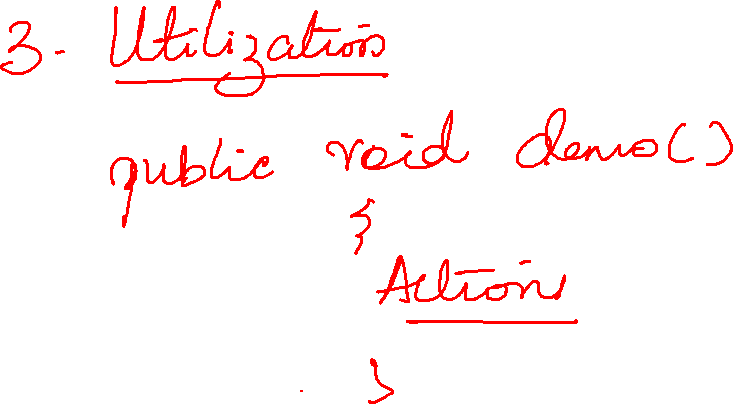 3. Utilization
public void demo()
{
Action
}